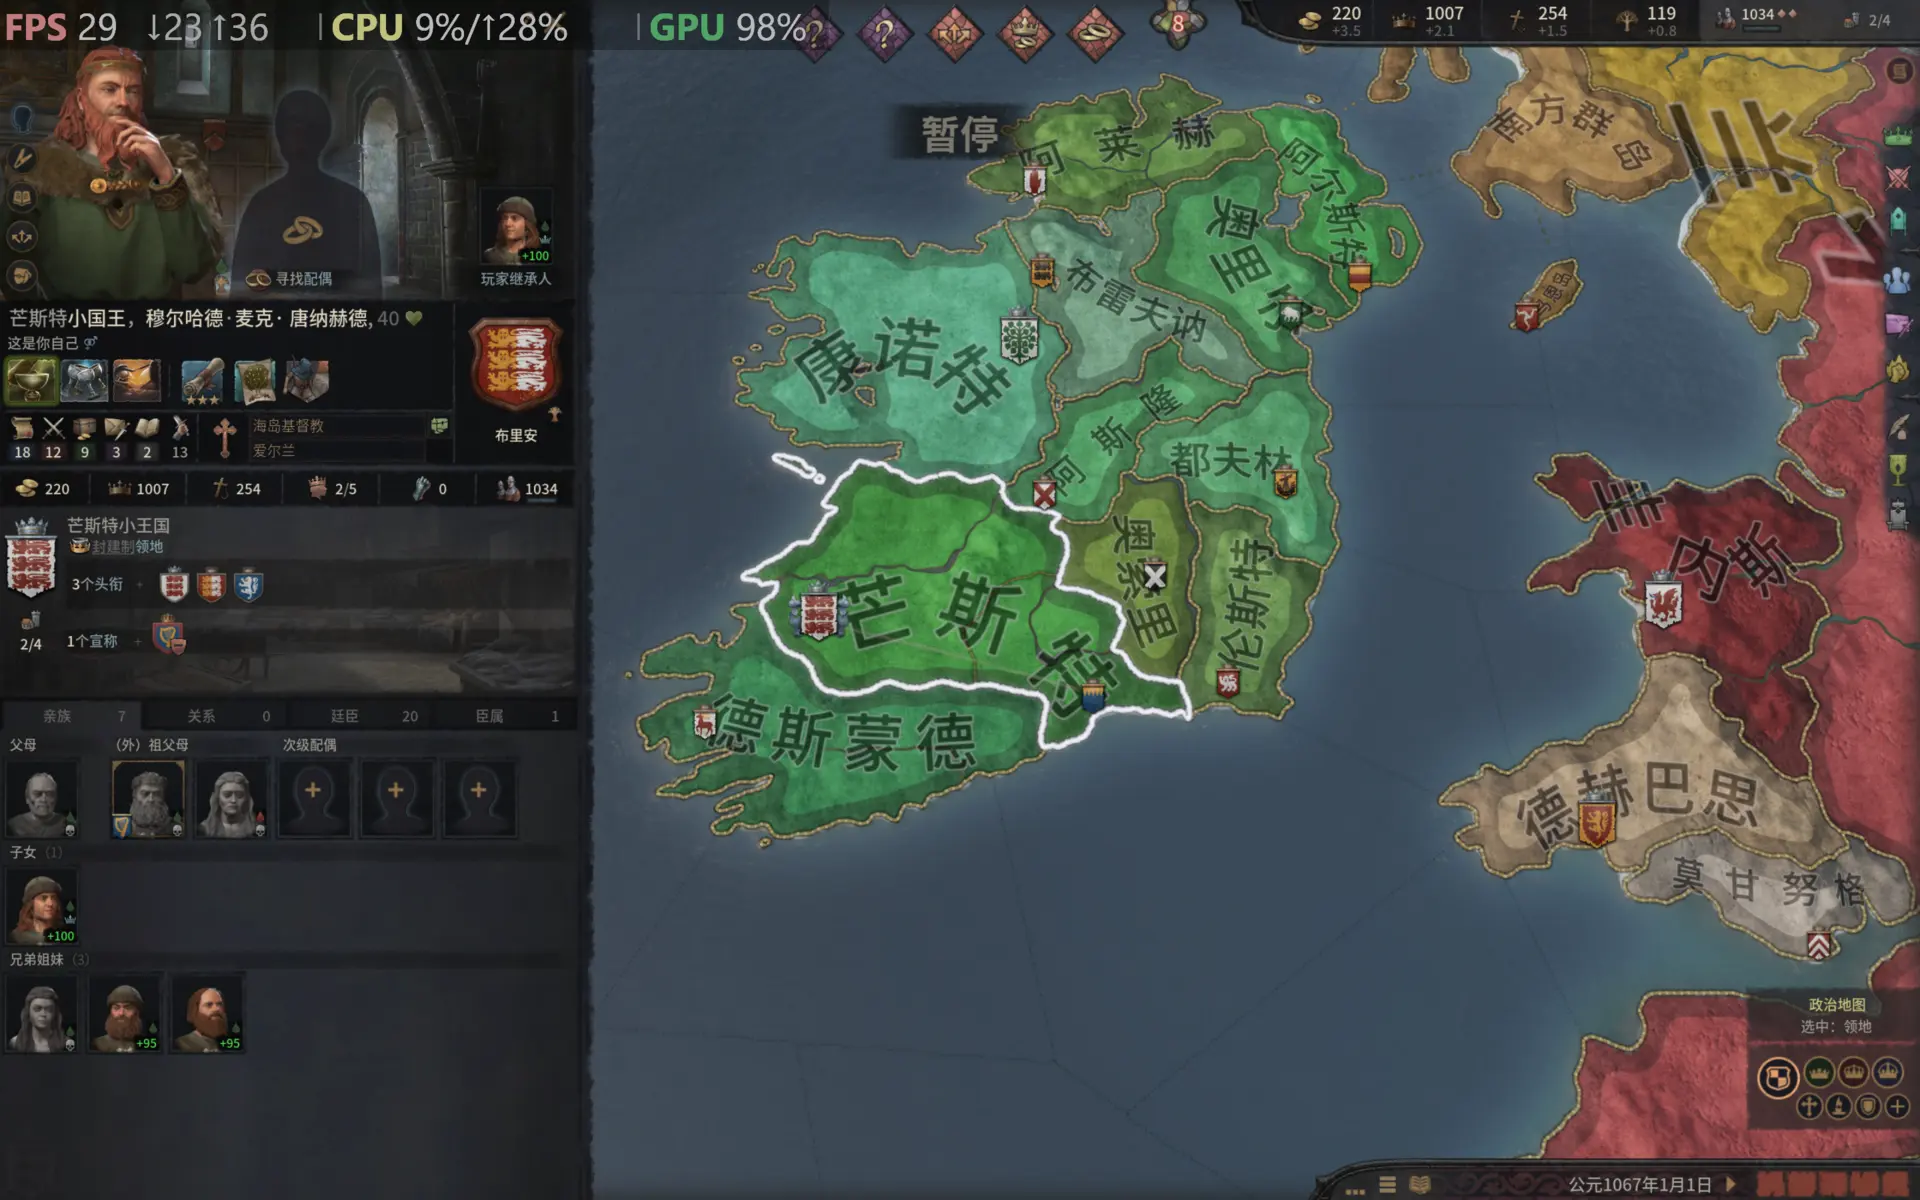 FPS 29 ↓23 ↑36 | CPU 9%/↑28% | GPU 98%
8
220 +3.5
1007 +2.1
254 +1.5
119 +0.8
1034
2/4
寻找配偶
+100
玩家继承人
芒斯特小国王，穆尔哈德·麦克·唐纳赫德, 40
这是你自己
18 12 9 3 2 13
海岛基督教
爱尔兰
布里安
220 1007 254 2/5 0 1034
芒斯特小王国
封建制领地
3个头衔
2/4
1个宣称
亲族 7 关系 0 廷臣 20 臣属 1
父母 （外）祖父母 次级配偶
子女 (1)
+100
兄弟姐妹 (3)
+95 +95
暂停
阿莱赫
阿尔斯特
奥里尔
布雷夫讷
康诺特
阿斯隆
都夫林
奥索里
伦斯特
芒斯特
德斯蒙德
南方群岛
德赫巴思
莫甘努格
政治地图
选中：领地
公元1067年1月1日